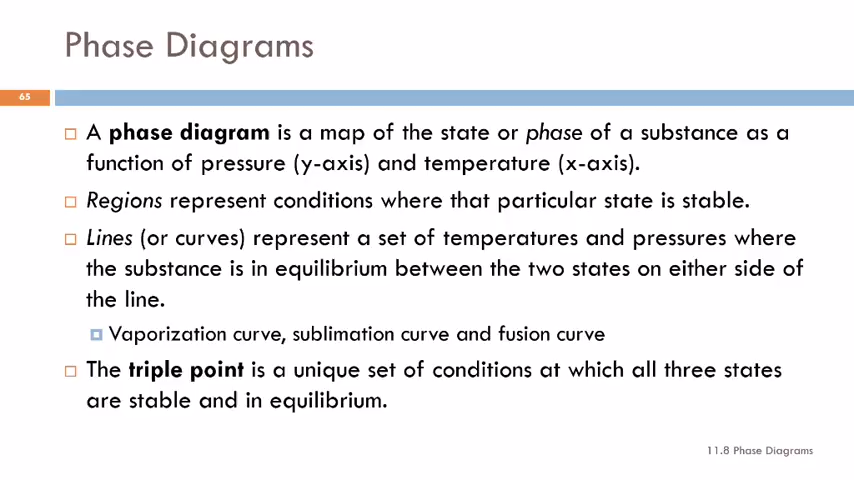 Phase Diagrams
65
A phase diagram is a map of the state or phase of a substance as a
function of pressure (y-axis) and temperature (x-axis).
Regions represent conditions where that particular state is stable.
Lines (or curves) represent a set of temperatures and pressures where
the substance is in equilibrium between the two states on either side of
the line.
Vaporization curve, sublimation curve and fusion curve
The triple point is a unique set of conditions at which all three states
are stable and in equilibrium.
11.8 Phase Diagrams